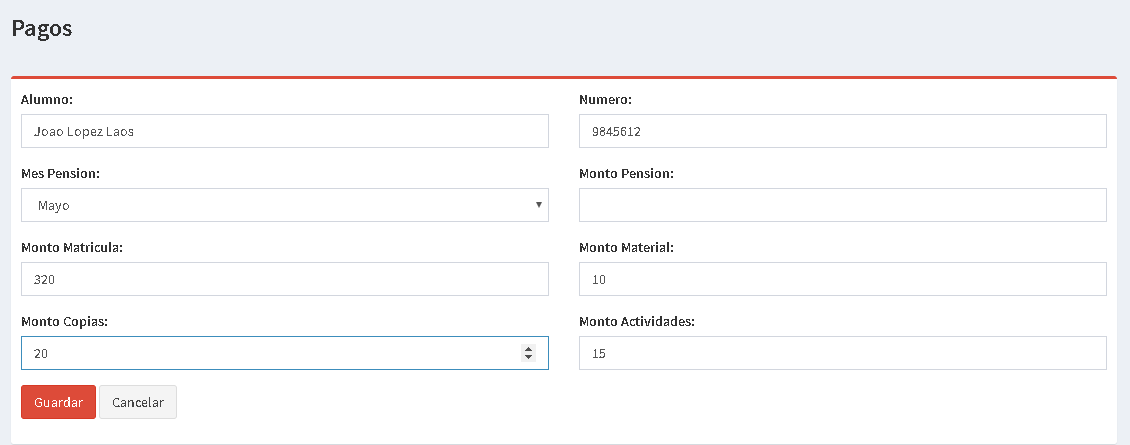 Pagos
Alumno:
Numero:
Joao Lopez Laos
9845612
Mes Pension:
Monto Pension:
Mayo
Monto Matricula:
Monto Material:
320
10
Monto Copias:
Monto Actividades:
20
15
Guardar
Cancelar